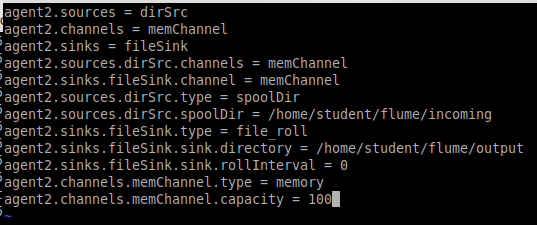 agent2.sources = dirSrc
agent2.channels = memChannel
agent2.sinks = fileSink
agent2.sources.dirSrc.channels = memChannel
agent2.sinks.fileSink.channel = memChannel
agent2.sources.dirSrc.type = spoolDir
agent2.sources.dirSrc.spoolDir = /home/student/flume/incoming
agent2.sinks.fileSink.type = file_roll
agent2.sinks.fileSink.sink.directory = /home/student/flume/output
agent2.sinks.fileSink.sink.rollInterval = 0
agent2.channels.memChannel.type = memory
agent2.channels.memChannel.capacity = 100
~